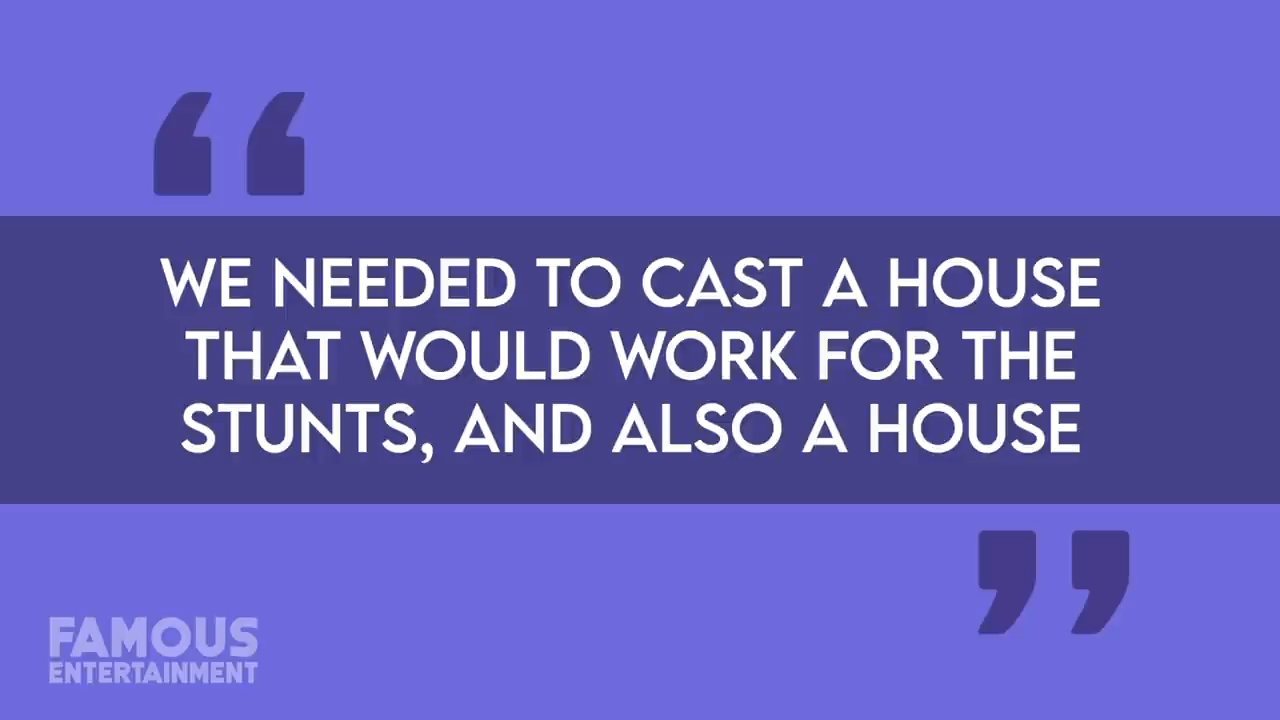 WE NEEDED TO CAST A HOUSE
THAT WOULD WORK FOR THE
STUNTS, AND ALSO A HOUSE
FAMOUS
ENTERTAINMENT